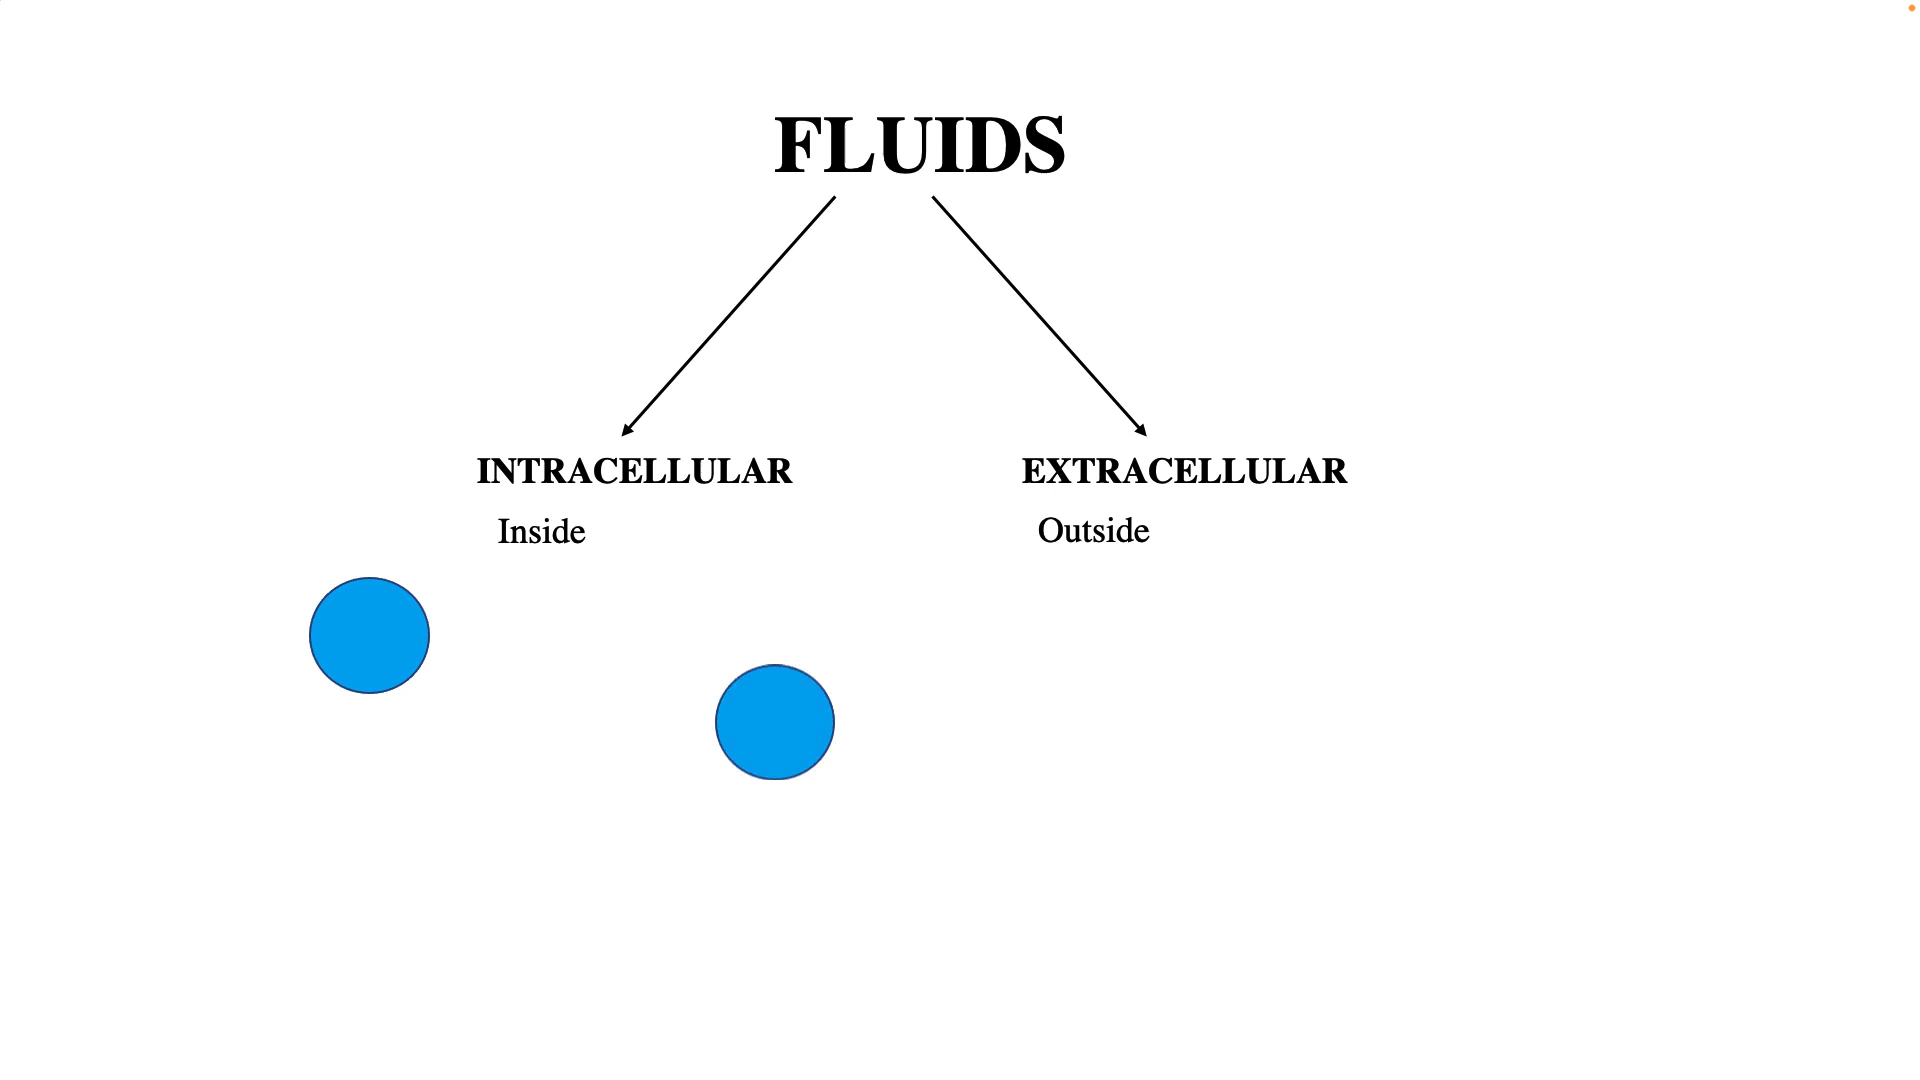 FLUIDS
INTRACELLULAR
EXTRACELLULAR
Inside
Outside